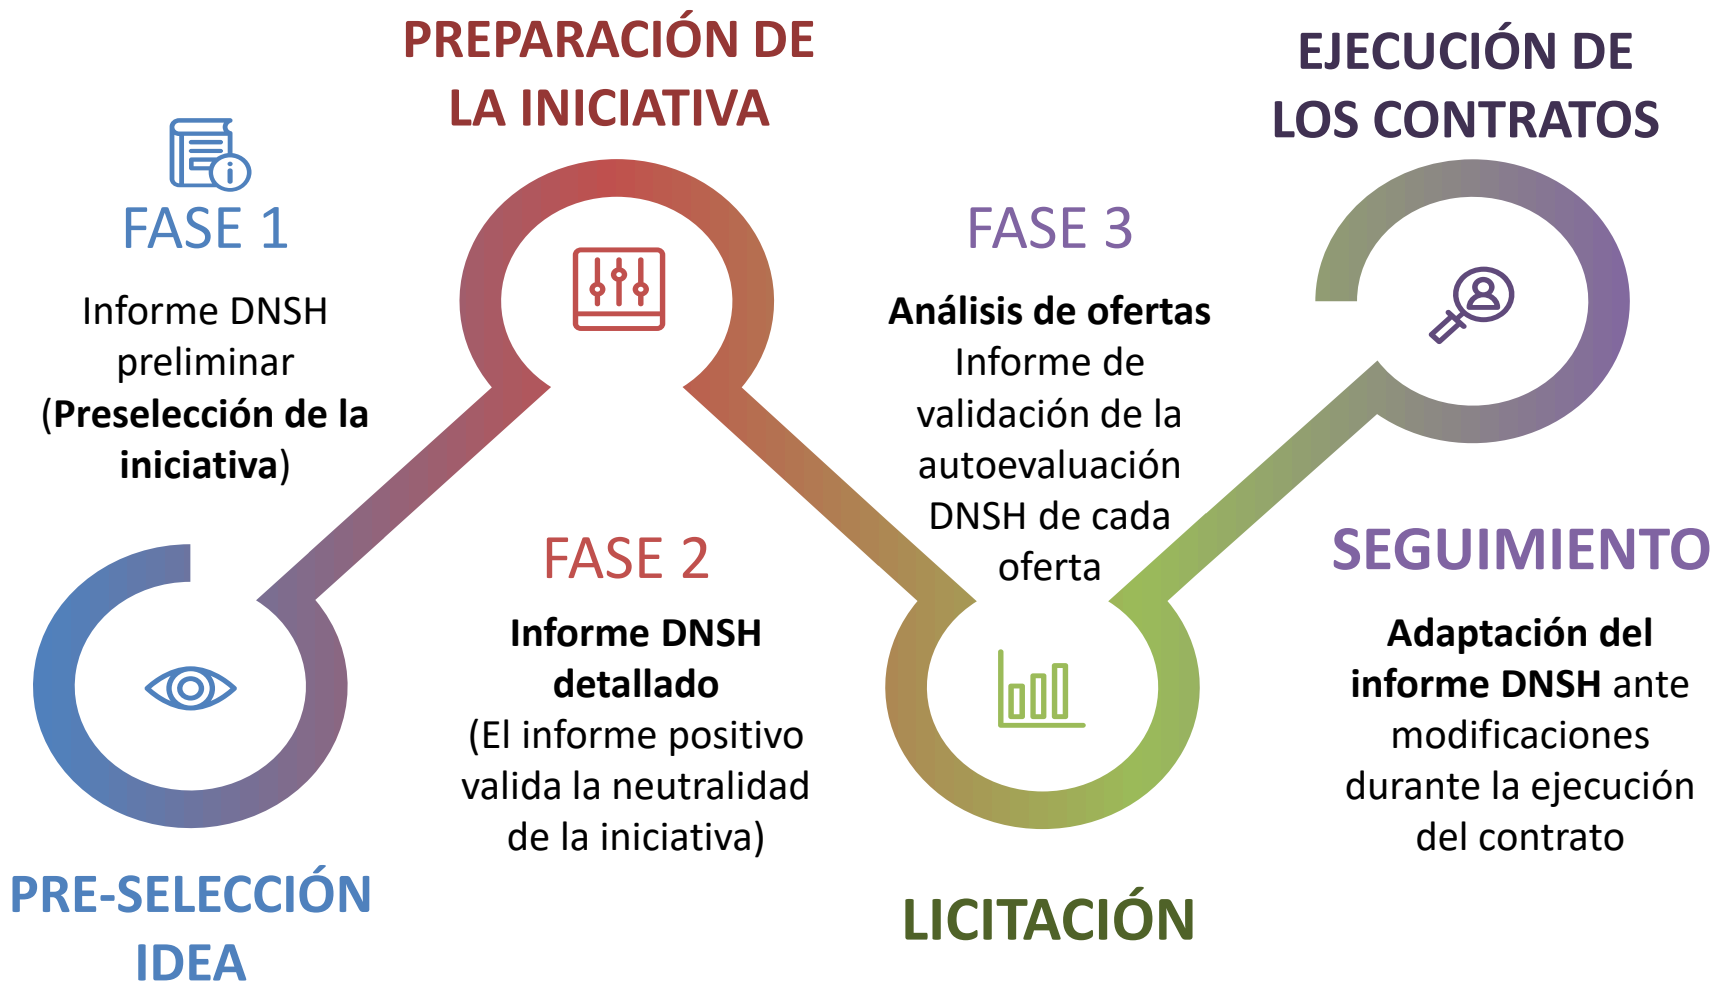 PREPARACIÓN DE
LA INICIATIVA
EJECUCIÓN DE
LOS CONTRATOS
FASE 1
Informe DNSH
preliminar
(Preselección de la
iniciativa)
FASE 3
Análisis de ofertas
Informe de
validación de la
autoevaluación
DNSH de cada
oferta
FASE 2
Informe DNSH
detallado
(El informe positivo
valida la neutralidad
de la iniciativa)
SEGUIMIENTO
Adaptación del
informe DNSH ante
modificaciones
durante la ejecución
del contrato
PRE-SELECCIÓN
IDEA
LICITACIÓN